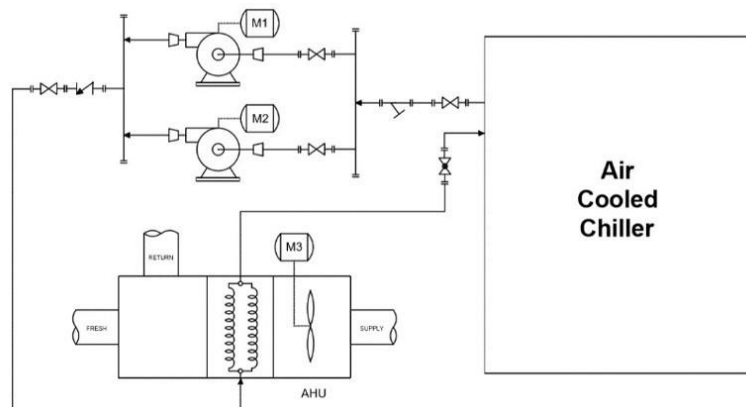 M1
M2
Air
Cooled
Chiller
RETURN
M3
FRESH
SUPPLY
AHU